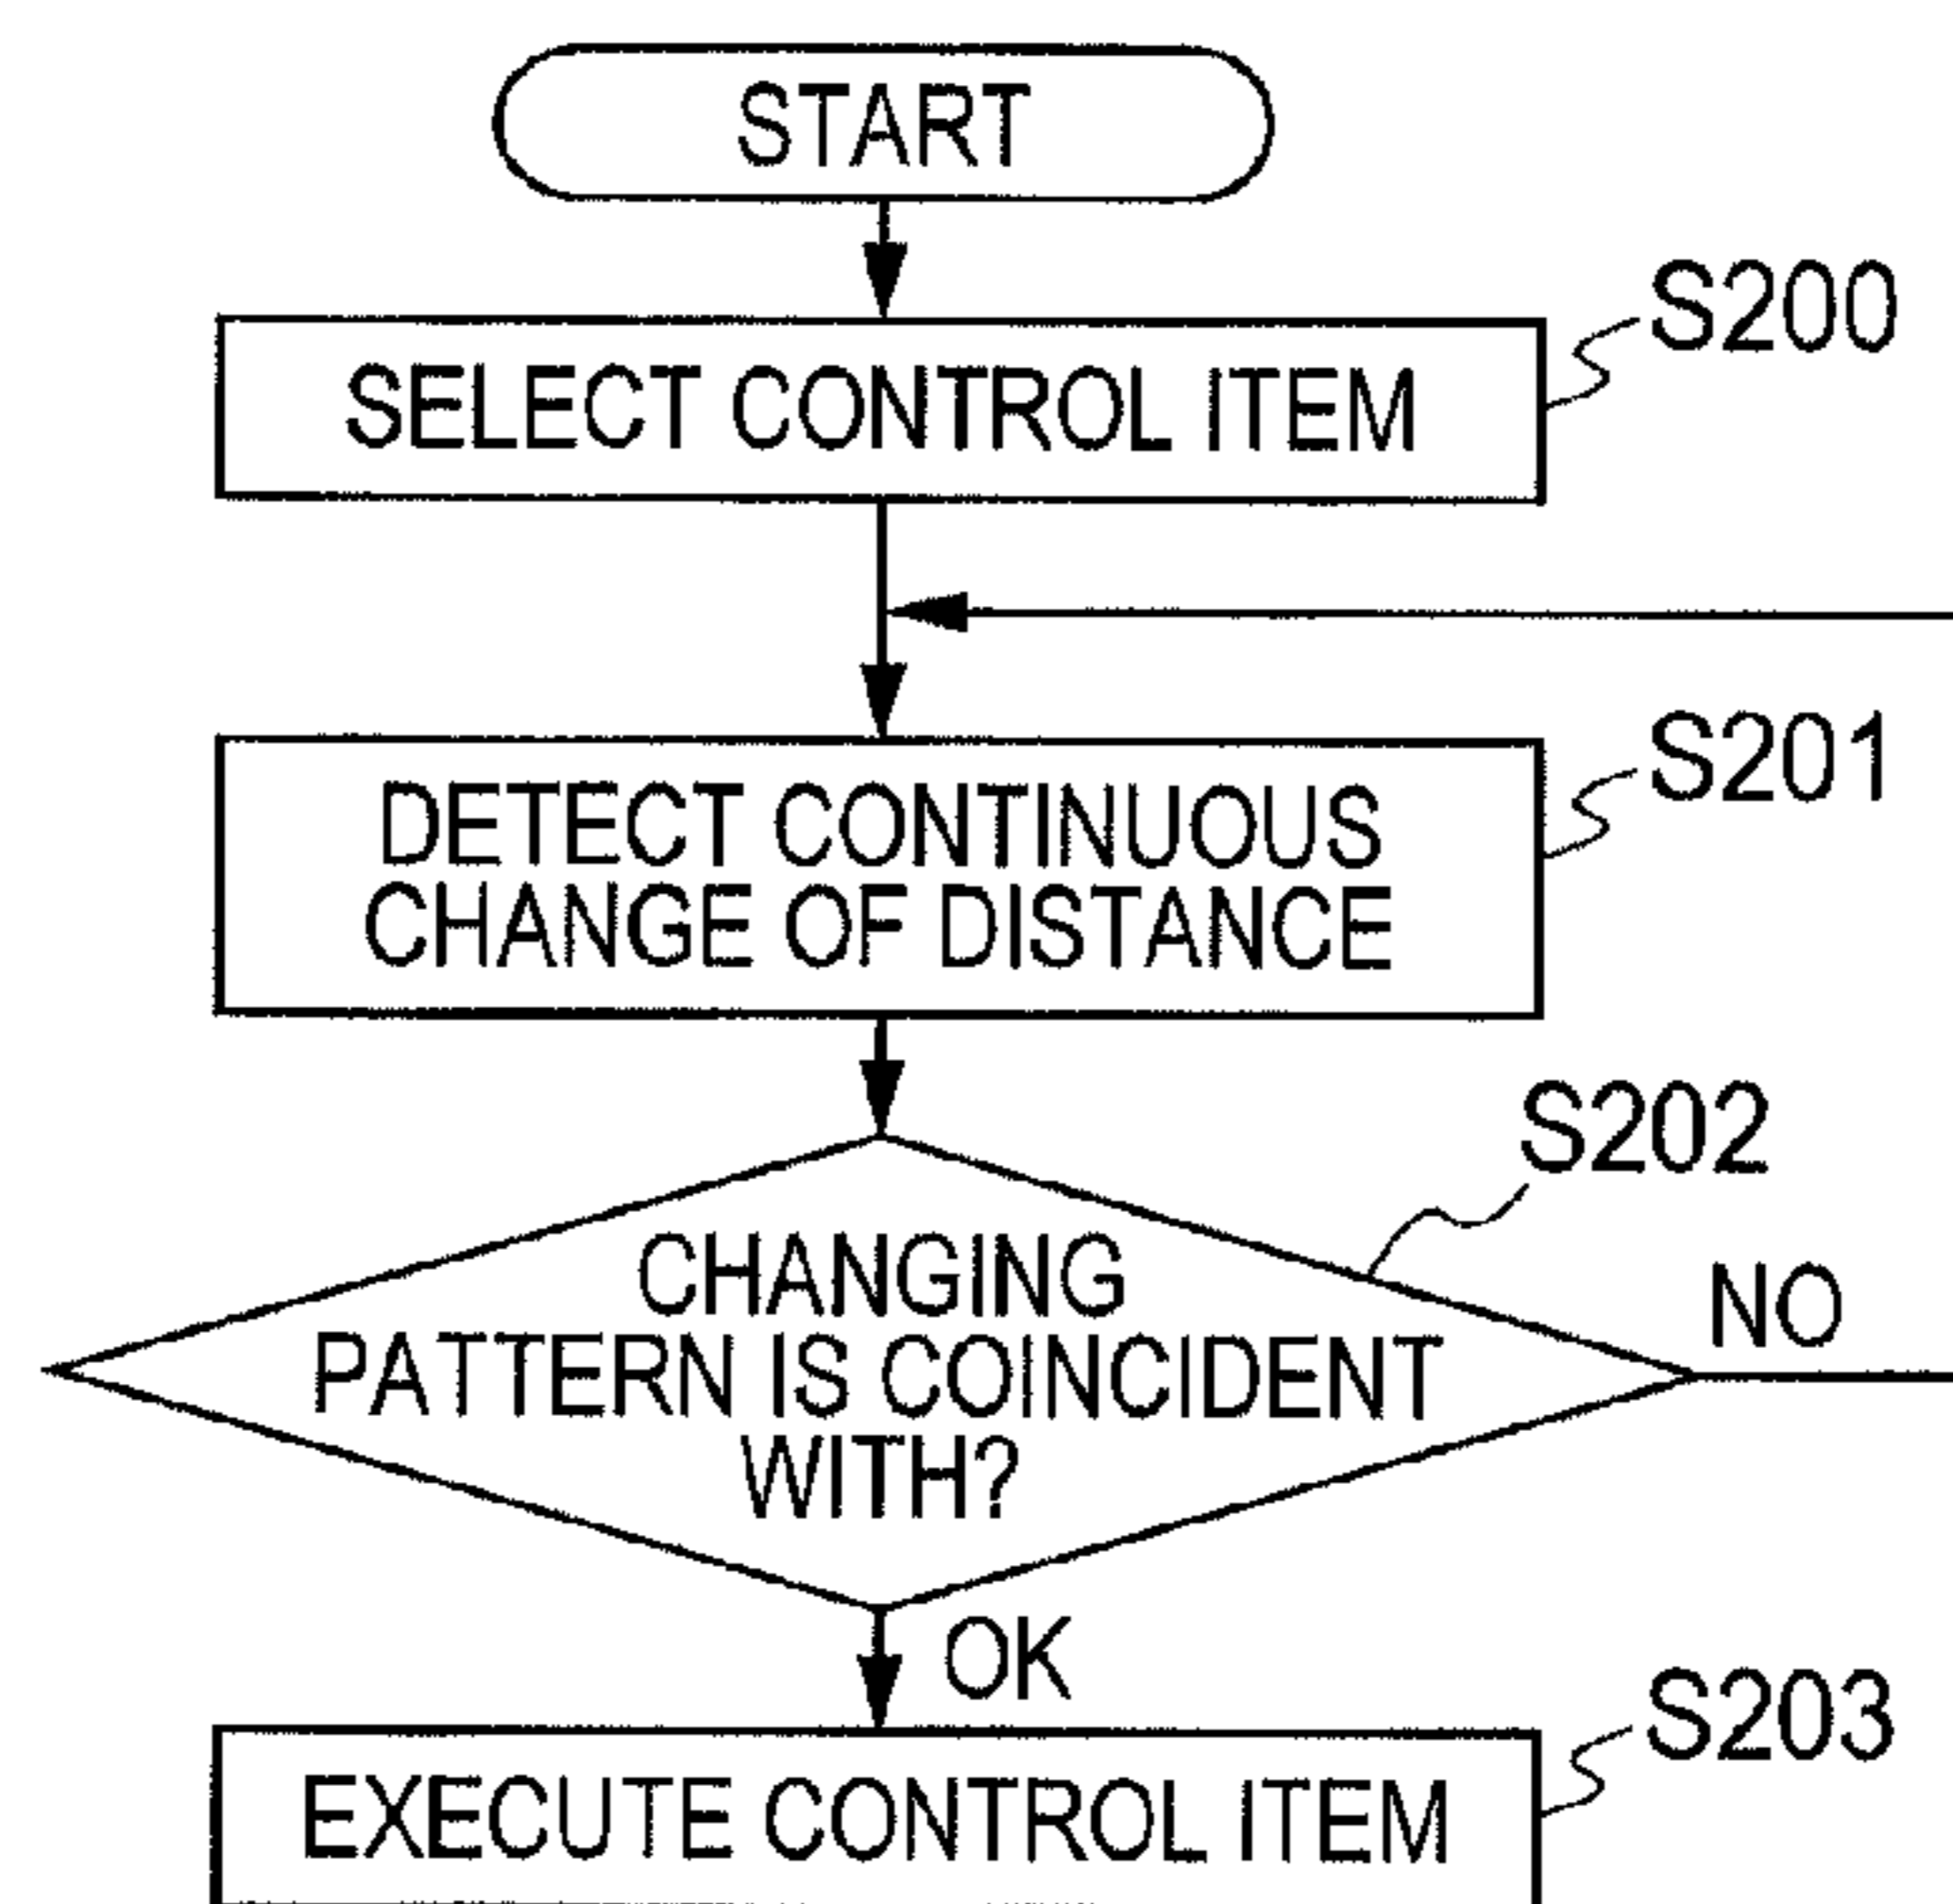 START
S200
SELECT CONTROL ITEM
S201
DETECT CONTINUOUS
CHANGE OF DISTANCE
S202
CHANGING
PATTERN IS COINCIDENT
WITH?
NO
OK
S203
EXECUTE CONTROL ITEM